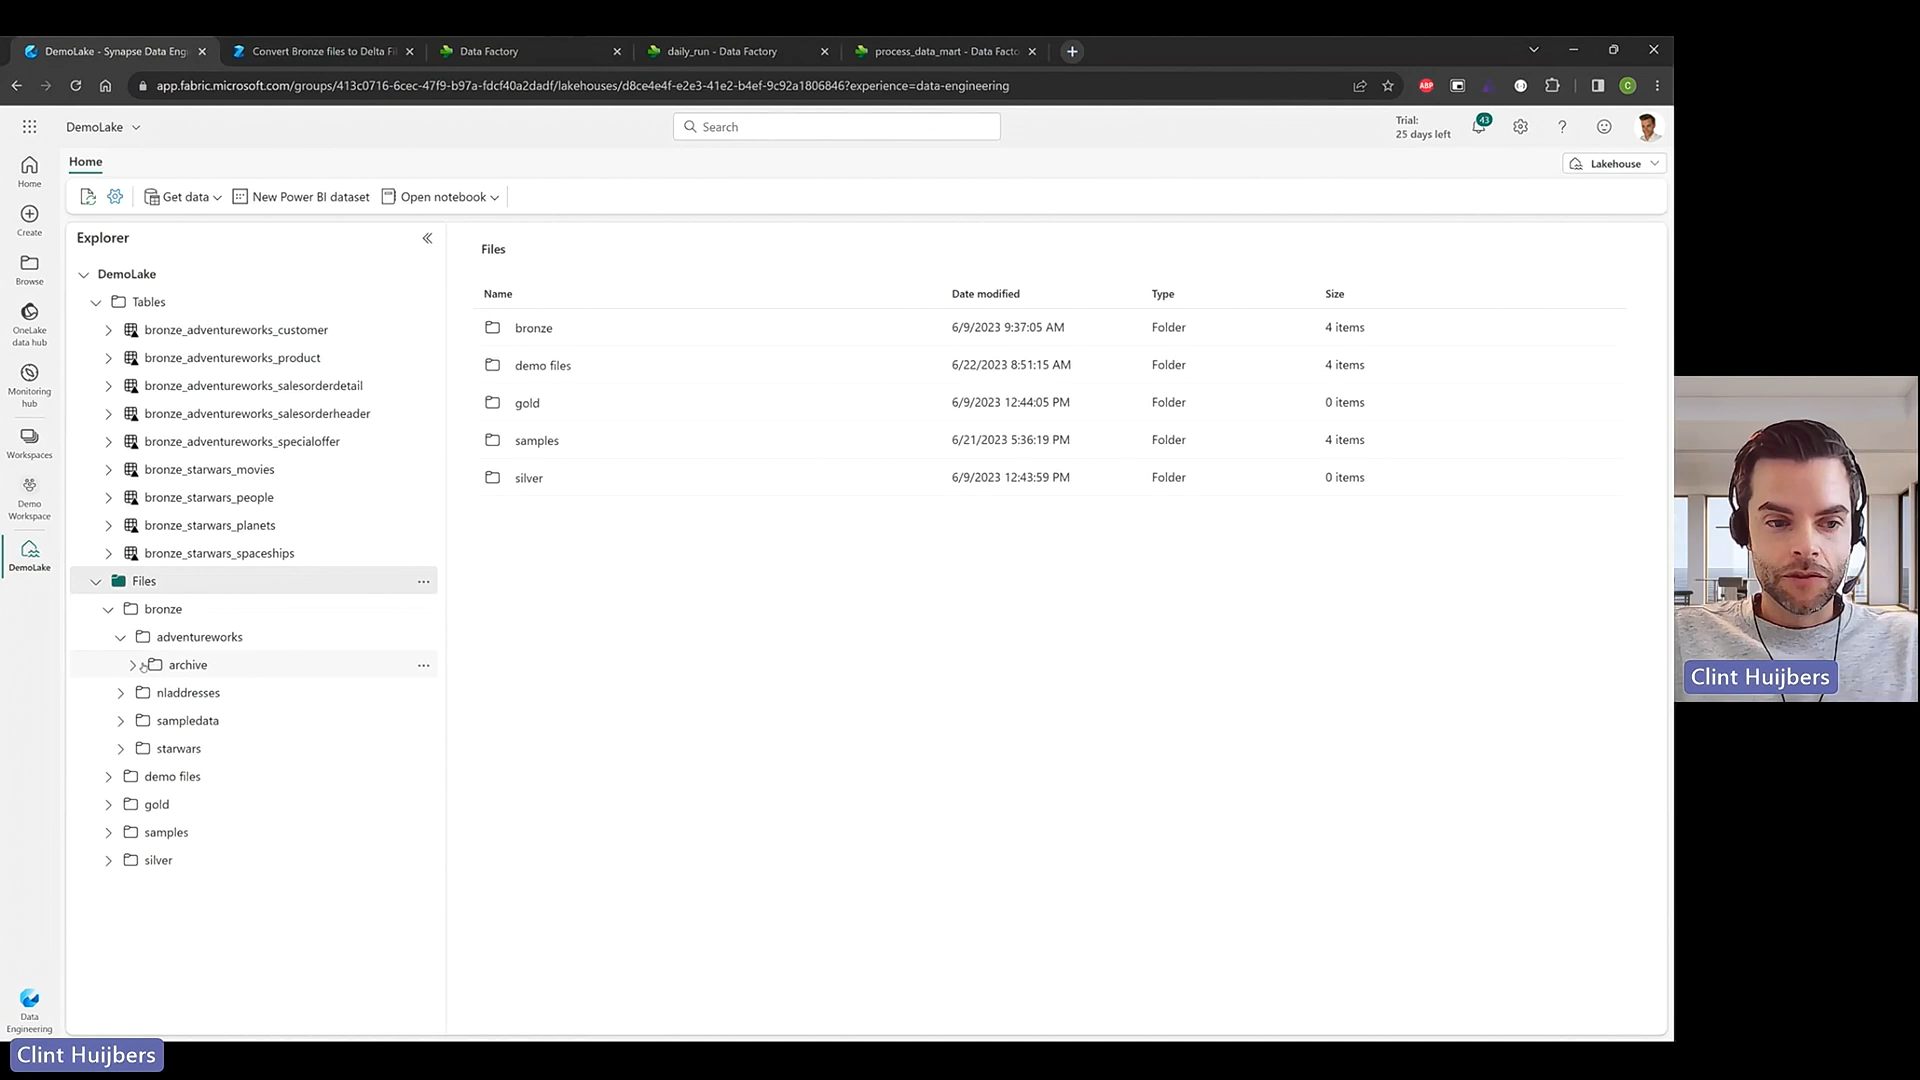 DemoLake - Synapse Data Eng
Convert Bronze files to Delta Fi
Data Factory
daily_run - Data Factory
process_data_mart - Data Facto
app.fabric.microsoft.com/groups/413c0716-6cec-47f9-b97a-fdcf40a2dadf/lakehouses/d8ce4e4f-e2e3-41e2-b4ef-9c92a1806846?experience=data-engineering
ABP
C
DemoLake
Search
Trial:
25 days left
43
Home
Lakehouse
Get data
New Power BI dataset
Open notebook
Home
Create
Browse
OneLake
data hub
Monitoring
hub
Workspaces
Demo
Workspace
DemoLake
Data
Engineering
Explorer
DemoLake
Tables
bronze_adventureworks_customer
bronze_adventureworks_product
bronze_adventureworks_salesorderdetail
bronze_adventureworks_salesorderheader
bronze_adventureworks_specialoffer
bronze_starwars_movies
bronze_starwars_people
bronze_starwars_planets
bronze_starwars_spaceships
Files
bronze
adventureworks
archive
nladdresses
sampledata
starwars
demo files
gold
samples
silver
Files
Name Date modified Type Size
bronze 6/9/2023 9:37:05 AM Folder 4 items
demo files 6/22/2023 8:51:15 AM Folder 4 items
gold 6/9/2023 12:44:05 PM Folder 0 items
samples 6/21/2023 5:36:19 PM Folder 4 items
silver 6/9/2023 12:43:59 PM Folder 0 items
Clint Huijbers
Clint Huijbers